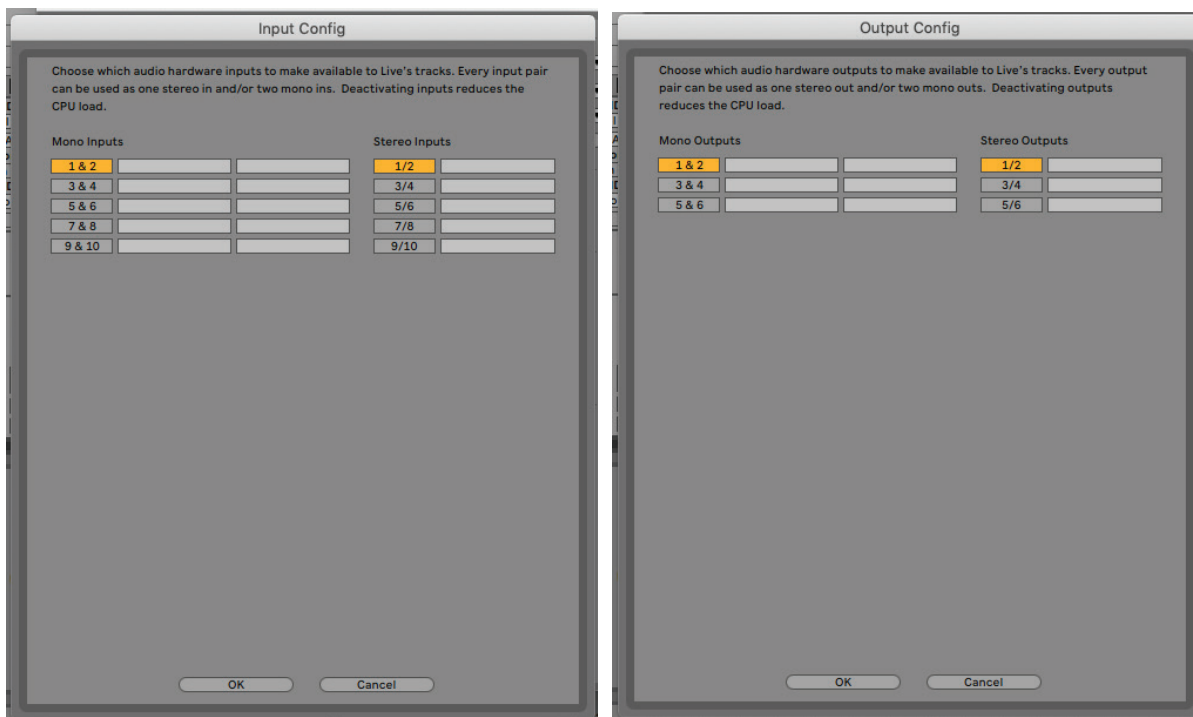 Input Config
Choose which audio hardware inputs to make available to Live's tracks. Every input pair
can be used as one stereo in and/or two mono ins.  Deactivating inputs reduces the
CPU load.
Mono Inputs
Stereo Inputs
1 & 2
1/2
3 & 4
3/4
5 & 6
5/6
7 & 8
7/8
9 & 10
9/10
OK
Cancel
Output Config
Choose which audio hardware outputs to make available to Live's tracks. Every output
pair can be used as one stereo out and/or two mono outs.  Deactivating outputs
reduces the CPU load.
Mono Outputs
Stereo Outputs
1 & 2
1/2
3 & 4
3/4
5 & 6
5/6
OK
Cancel